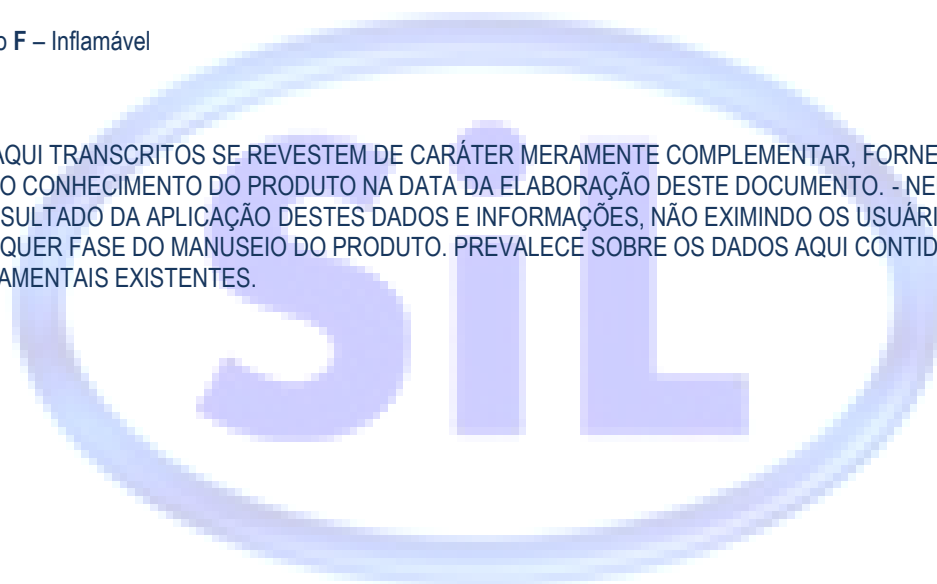 o F – Inflamável
AQUI TRANSCRITOS SE REVESTEM DE CARÁTER MERAMENTE COMPLEMENTAR, FORNE
O CONHECIMENTO DO PRODUTO NA DATA DA ELABORAÇÃO DESTE DOCUMENTO. - NE
SULTADO DA APLICAÇÃO DESTES DADOS E INFORMAÇÕES, NÃO EXIMINDO OS USUÁRI
QUER FASE DO MANUSEIO DO PRODUTO. PREVALECE SOBRE OS DADOS AQUI CONTID
AMENTAIS EXISTENTES.
SiL